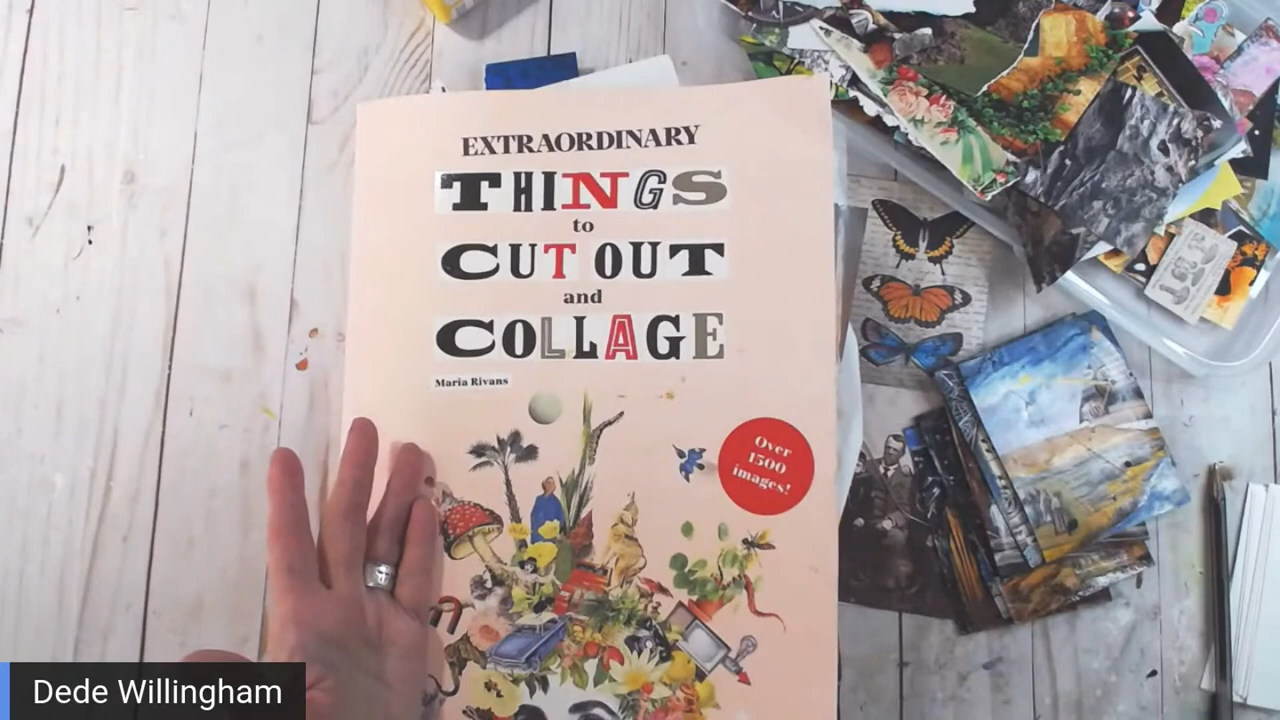 EXTRAORDINARY
THINGS
to
CUT OUT
and
COLLAGE
Maria Rivans
Over
1500
images!
Dede Willingham